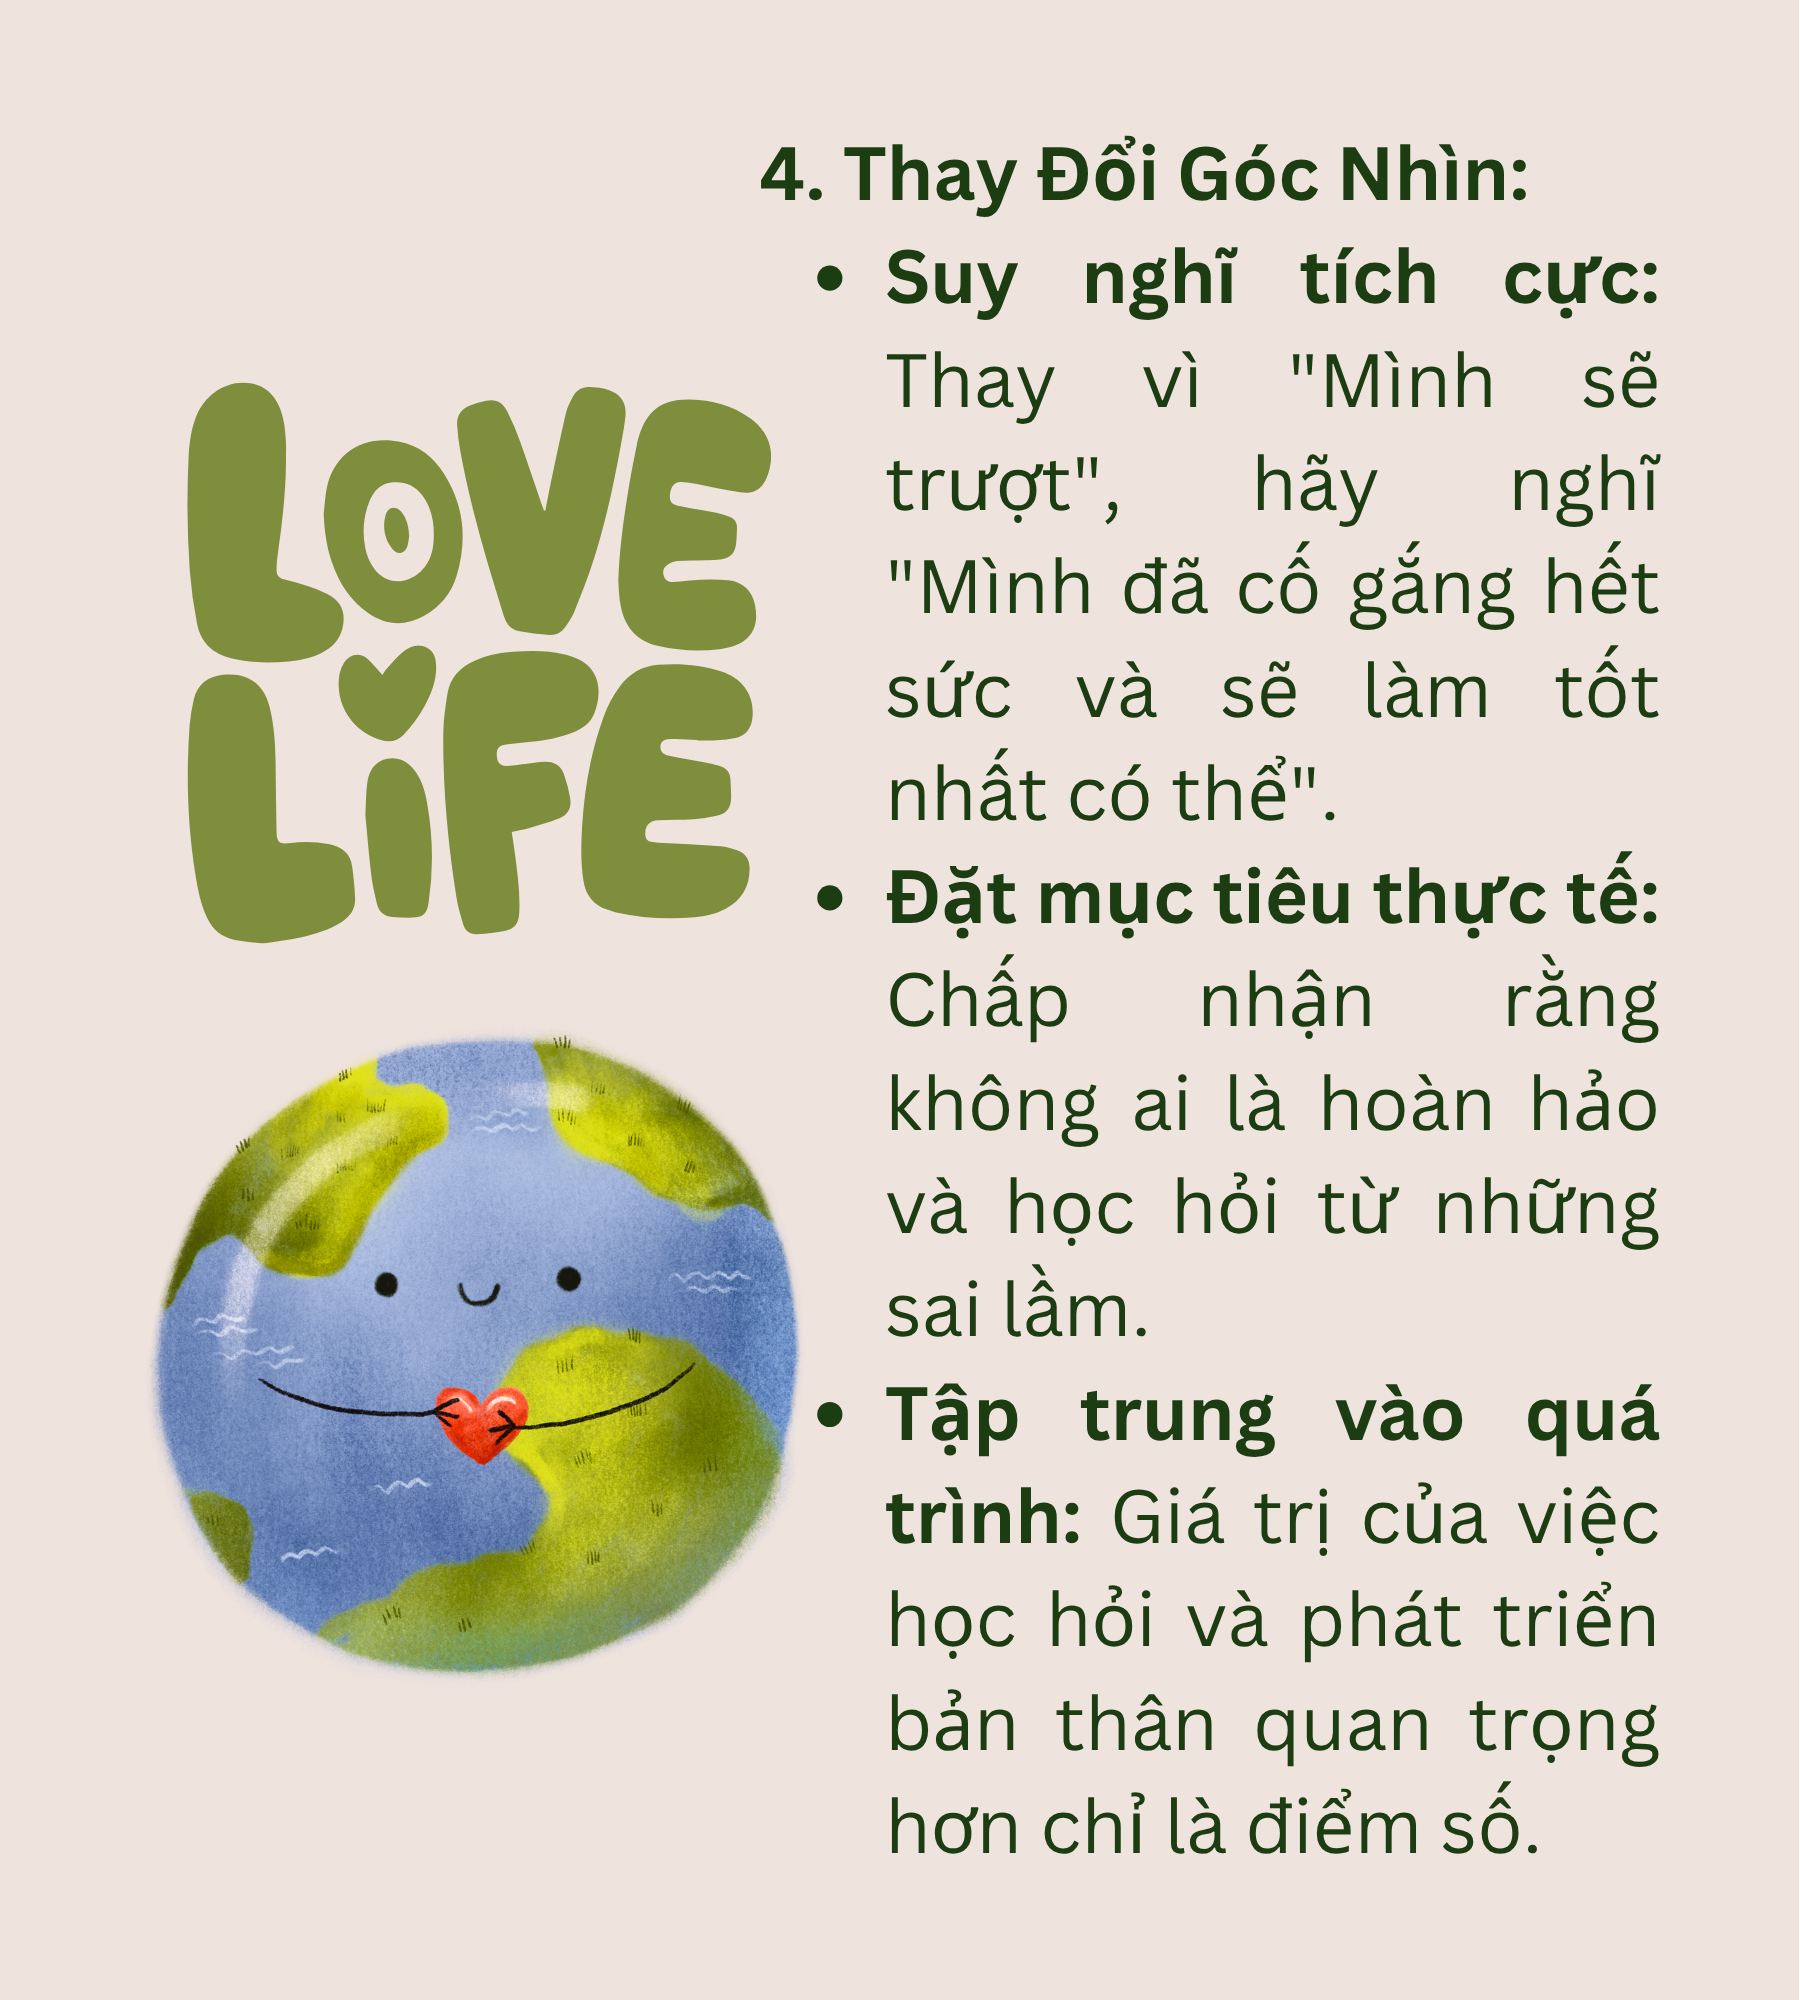 LOVE
LiFE
4. Thay Đổi Góc Nhìn:
• Suy nghĩ tích cực:
Thay vì "Mình sẽ
trượt", hãy nghĩ
"Mình đã cố gắng hết
sức và sẽ làm tốt
nhất có thể".
• Đặt mục tiêu thực tế:
Chấp nhận rằng
không ai là hoàn hảo
và học hỏi từ những
sai lầm.
• Tập trung vào quá
trình: Giá trị của việc
học hỏi và phát triển
bản thân quan trọng
hơn chỉ là điểm số.